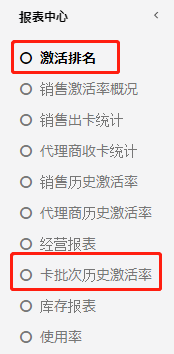 报表中心
激活排名
销售激活率概况
销售出卡统计
代理商收卡统计
销售历史激活率
代理商历史激活率
经营报表
卡批次历史激活率
库存报表
使用率